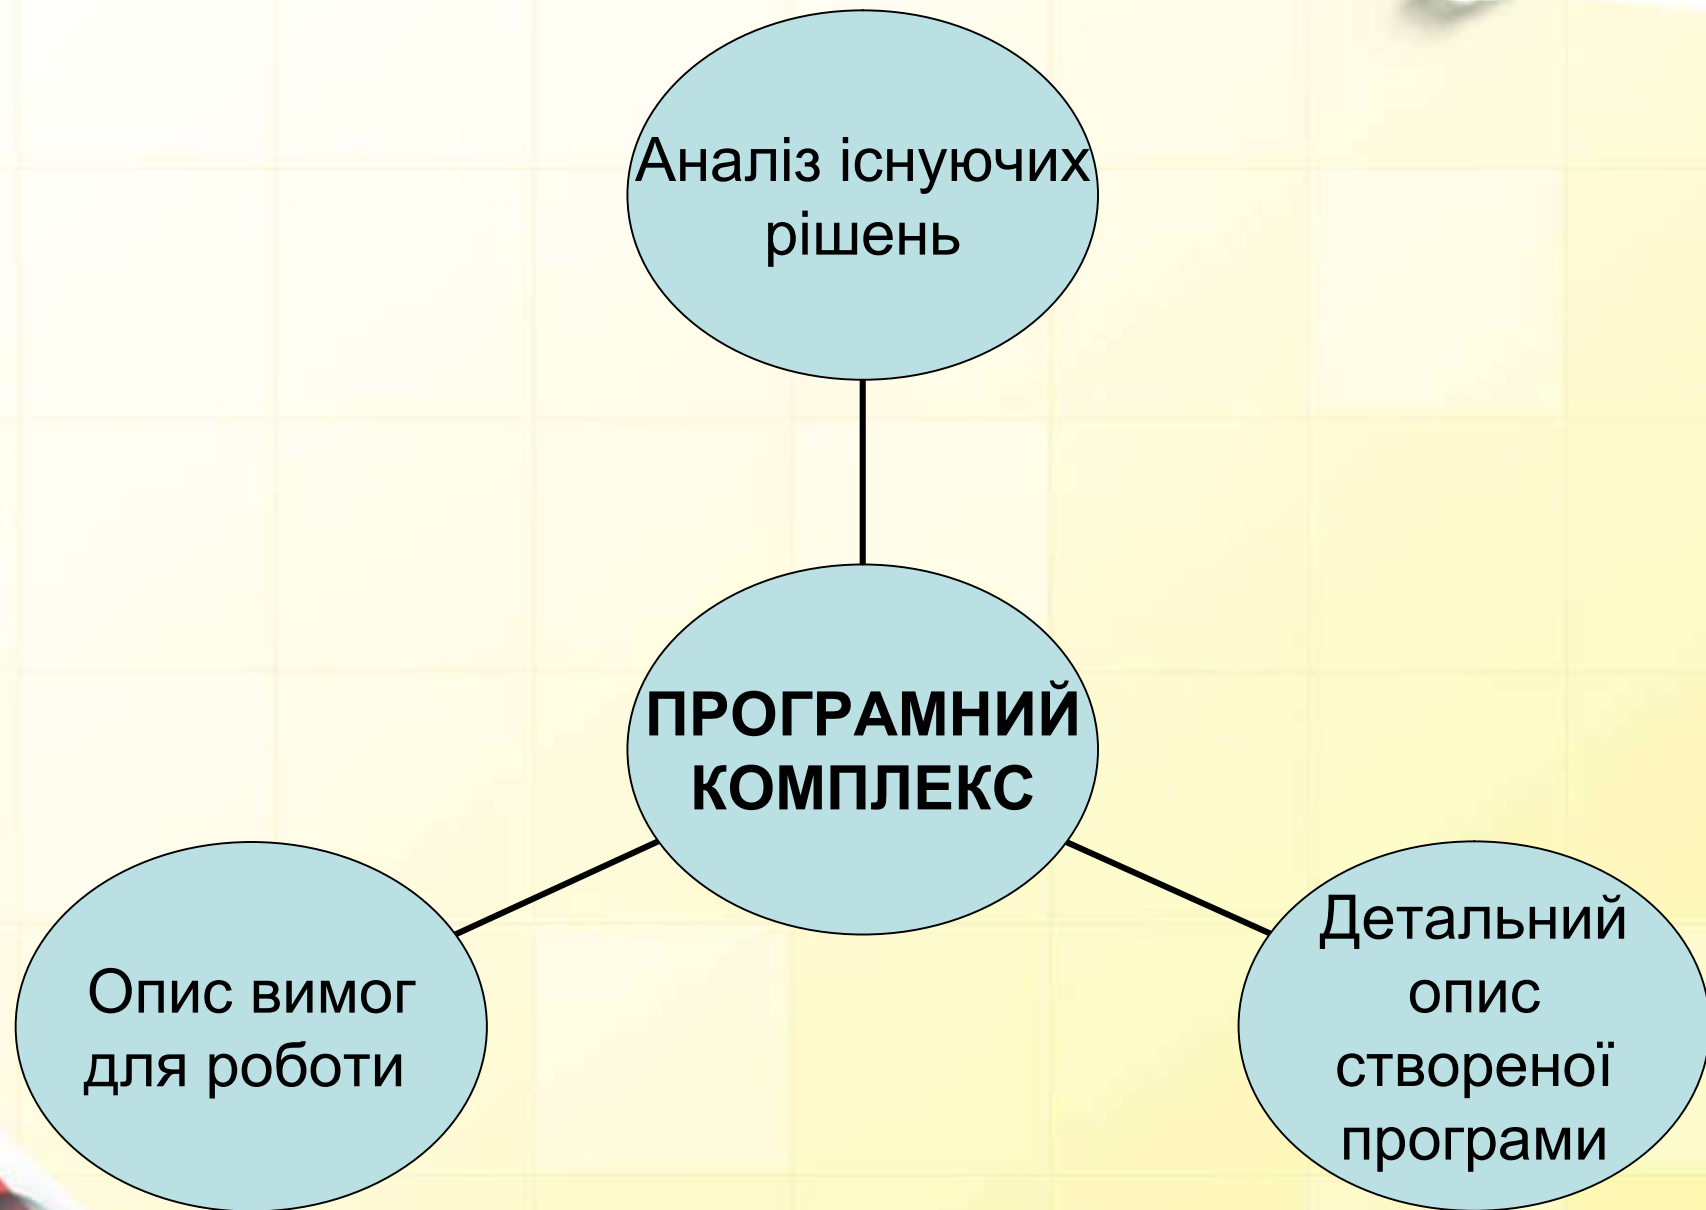 Аналіз існуючих
рішень
ПРОГРАМНИЙ
КОМПЛЕКС
Опис вимог
для роботи
Детальний
опис
створеної
програми